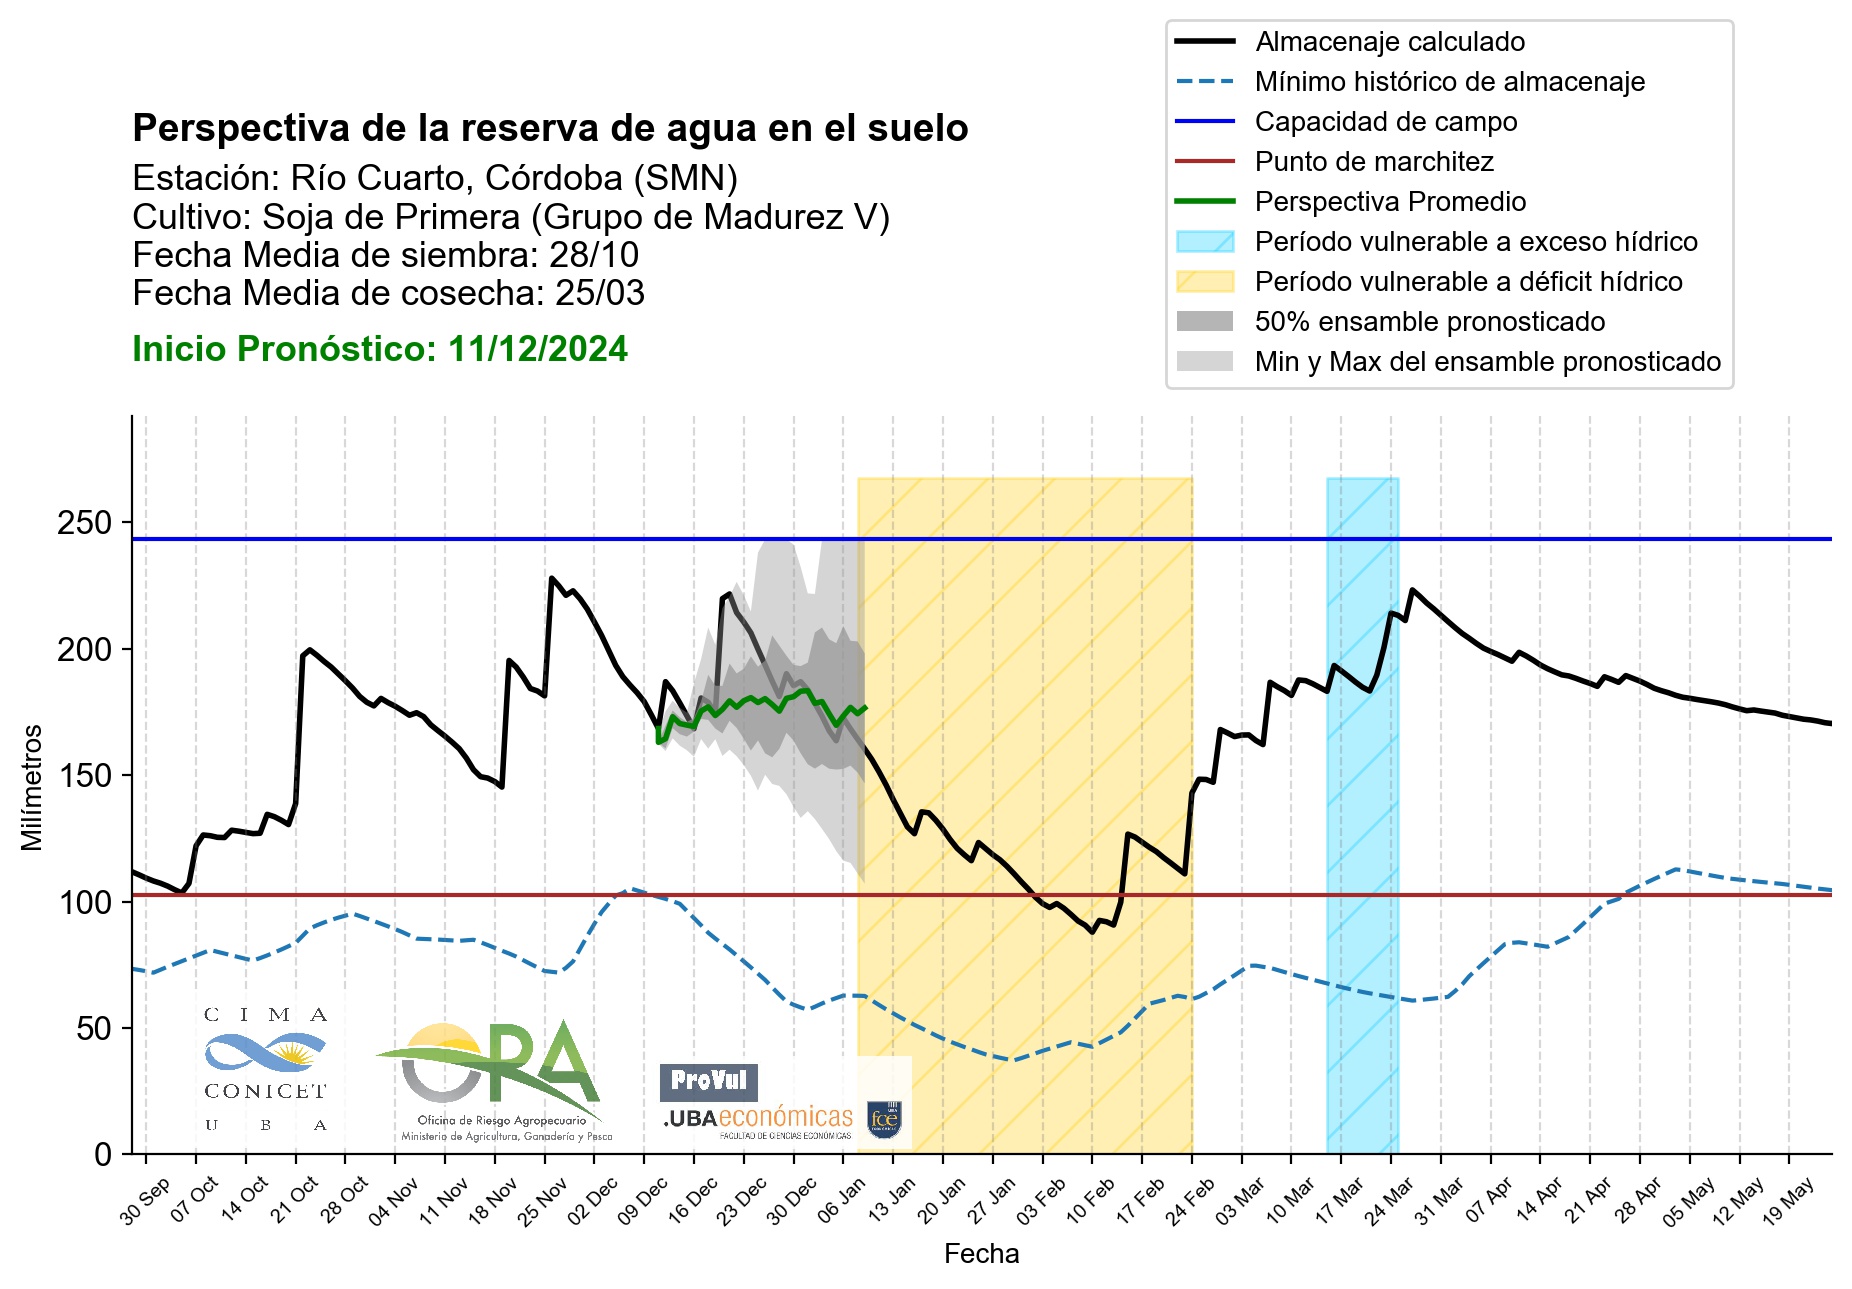 Perspectiva de la reserva de agua en el suelo
Estación: Río Cuarto, Córdoba (SMN)
Cultivo: Soja de Primera (Grupo de Madurez V)
Fecha Media de siembra: 28/10
Fecha Media de cosecha: 25/03
Inicio Pronóstico: 11/12/2024
Almacenaje calculado
Mínimo histórico de almacenaje
Capacidad de campo
Punto de marchitez
Perspectiva Promedio
Período vulnerable a exceso hídrico
Período vulnerable a déficit hídrico
50% ensamble pronosticado
Min y Max del ensamble pronosticado
Milímetros
250
200
150
100
50
0
C I M A
CONICET
U B A
ORA
Oficina de Riesgo Agropecuario
Ministerio de Agricultura, Ganadería y Pesca
ProVul
.UBAeconómicas
FACULTAD DE CIENCIAS ECONÓMICAS
fce
30 Sep
07 Oct
14 Oct
21 Oct
28 Oct
04 Nov
11 Nov
18 Nov
25 Nov
02 Dec
09 Dec
16 Dec
23 Dec
30 Dec
06 Jan
13 Jan
20 Jan
27 Jan
03 Feb
10 Feb
17 Feb
24 Feb
03 Mar
10 Mar
17 Mar
24 Mar
31 Mar
07 Apr
14 Apr
21 Apr
28 Apr
05 May
12 May
19 May
Fecha